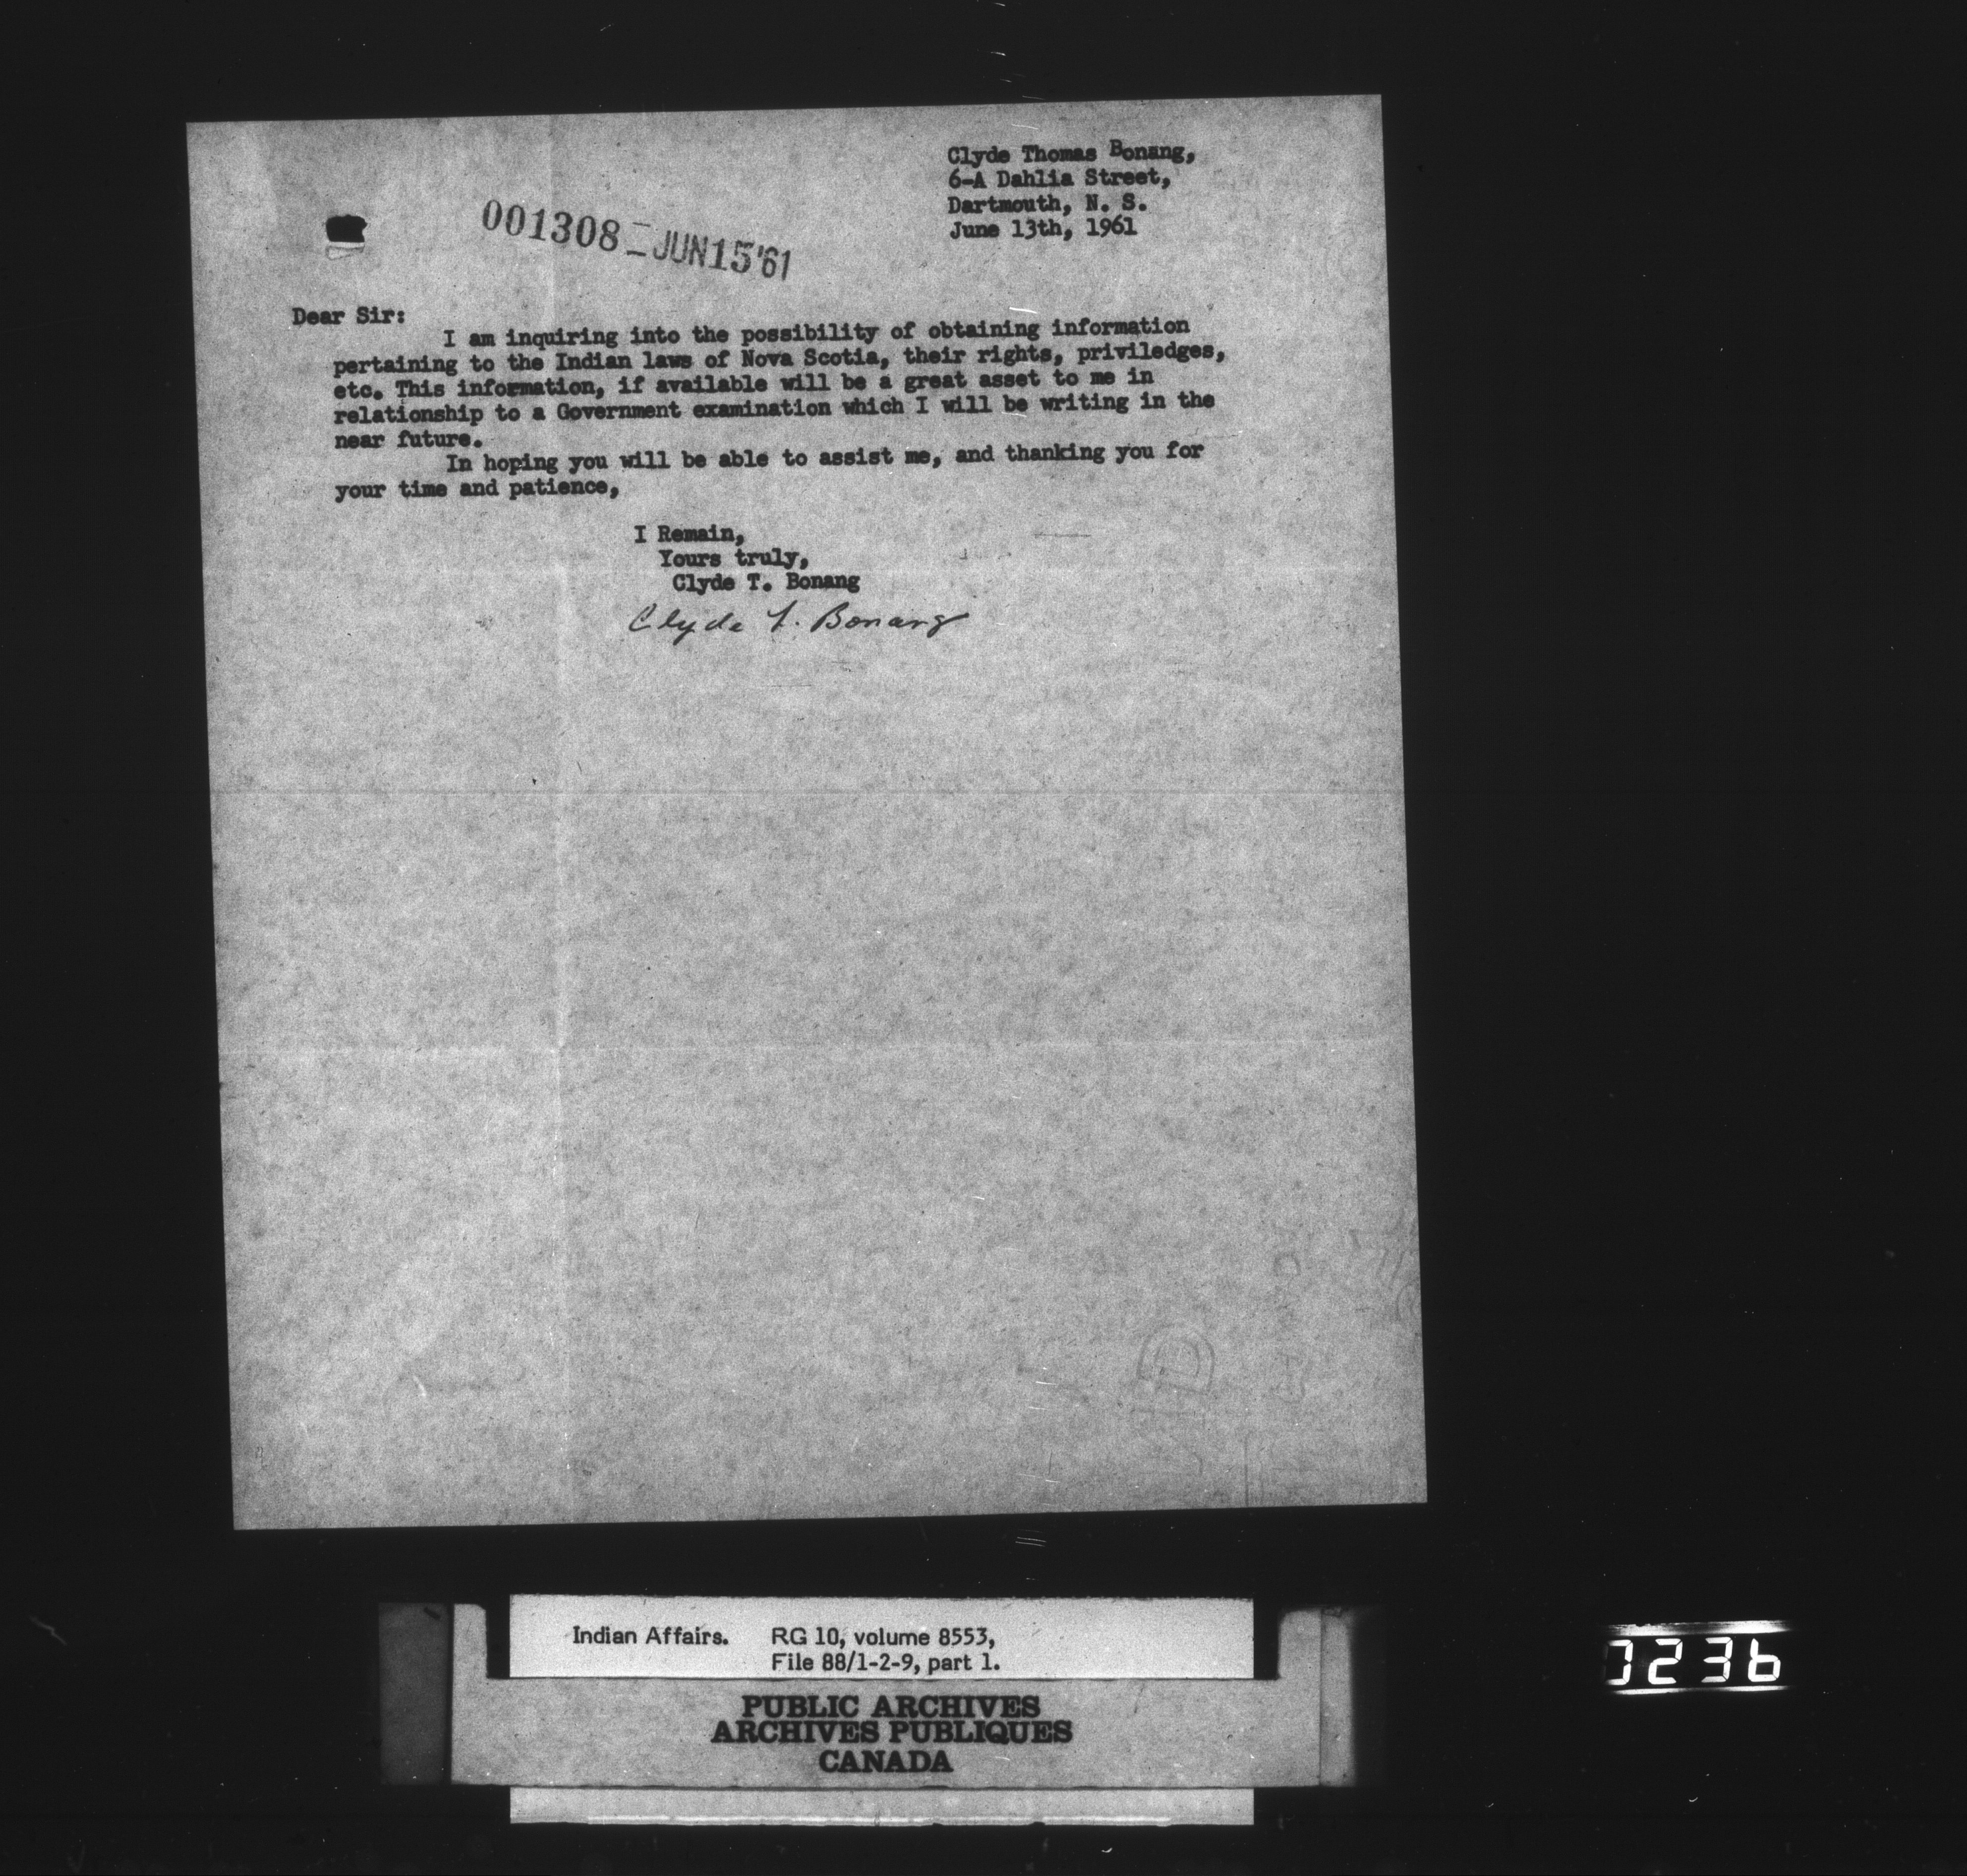 Clyde Thomas Bonang,
6-A Dahlia Street,
Dartmouth, N. S.
June 13th, 1961
001308 - JUN15'61
Dear Sir:
I am inquiring into the possibility of obtaining information
pertaining to the Indian laws of Nova Scotia, their rights, priviledges,
etc. This information, if available will be a great asset to me in
relationship to a Government examination which I will be writing in the
near future.
In hoping you will be able to assist me, and thanking you for
your time and patience,
I Remain,
Yours truly,
Clyde T. Bonang
Clyde T. Bonang
Indian Affairs. RG 10, volume 8553,
File 88/1-2-9, part 1.
PUBLIC ARCHIVES
ARCHIVES PUBLIQUES
CANADA
0236